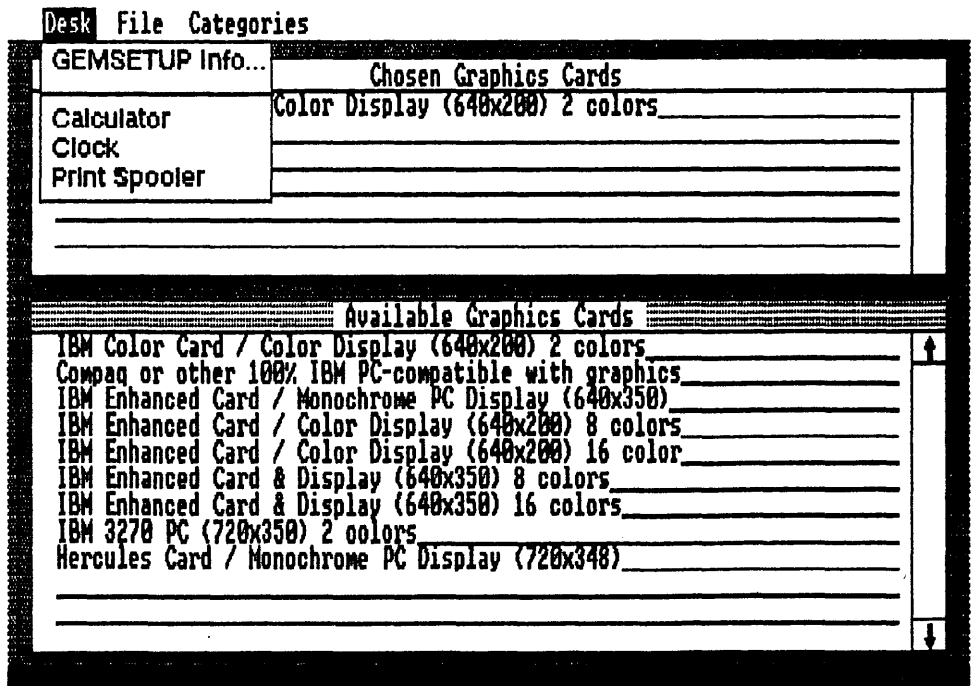 Desk File Categories
GEMSETUP Info...
Calculator
Clock
Print Spooler
Chosen Graphics Cards
Color Display (640x200) 2 colors
Available Graphics Cards
IBM Color Card / Color Display (640x200) 2 colors
Compaq or other 100% IBM PC-compatible with graphics
IBM Enhanced Card / Monochrome PC Display (640x350)
IBM Enhanced Card / Color Display (640x200) 8 colors
IBM Enhanced Card / Color Display (640x200) 16 color
IBM Enhanced Card & Display (640x350) 8 colors
IBM Enhanced Card & Display (640x350) 16 colors
IBM 3270 PC (720x350) 2 colors
Hercules Card / Monochrome PC Display (720x348)